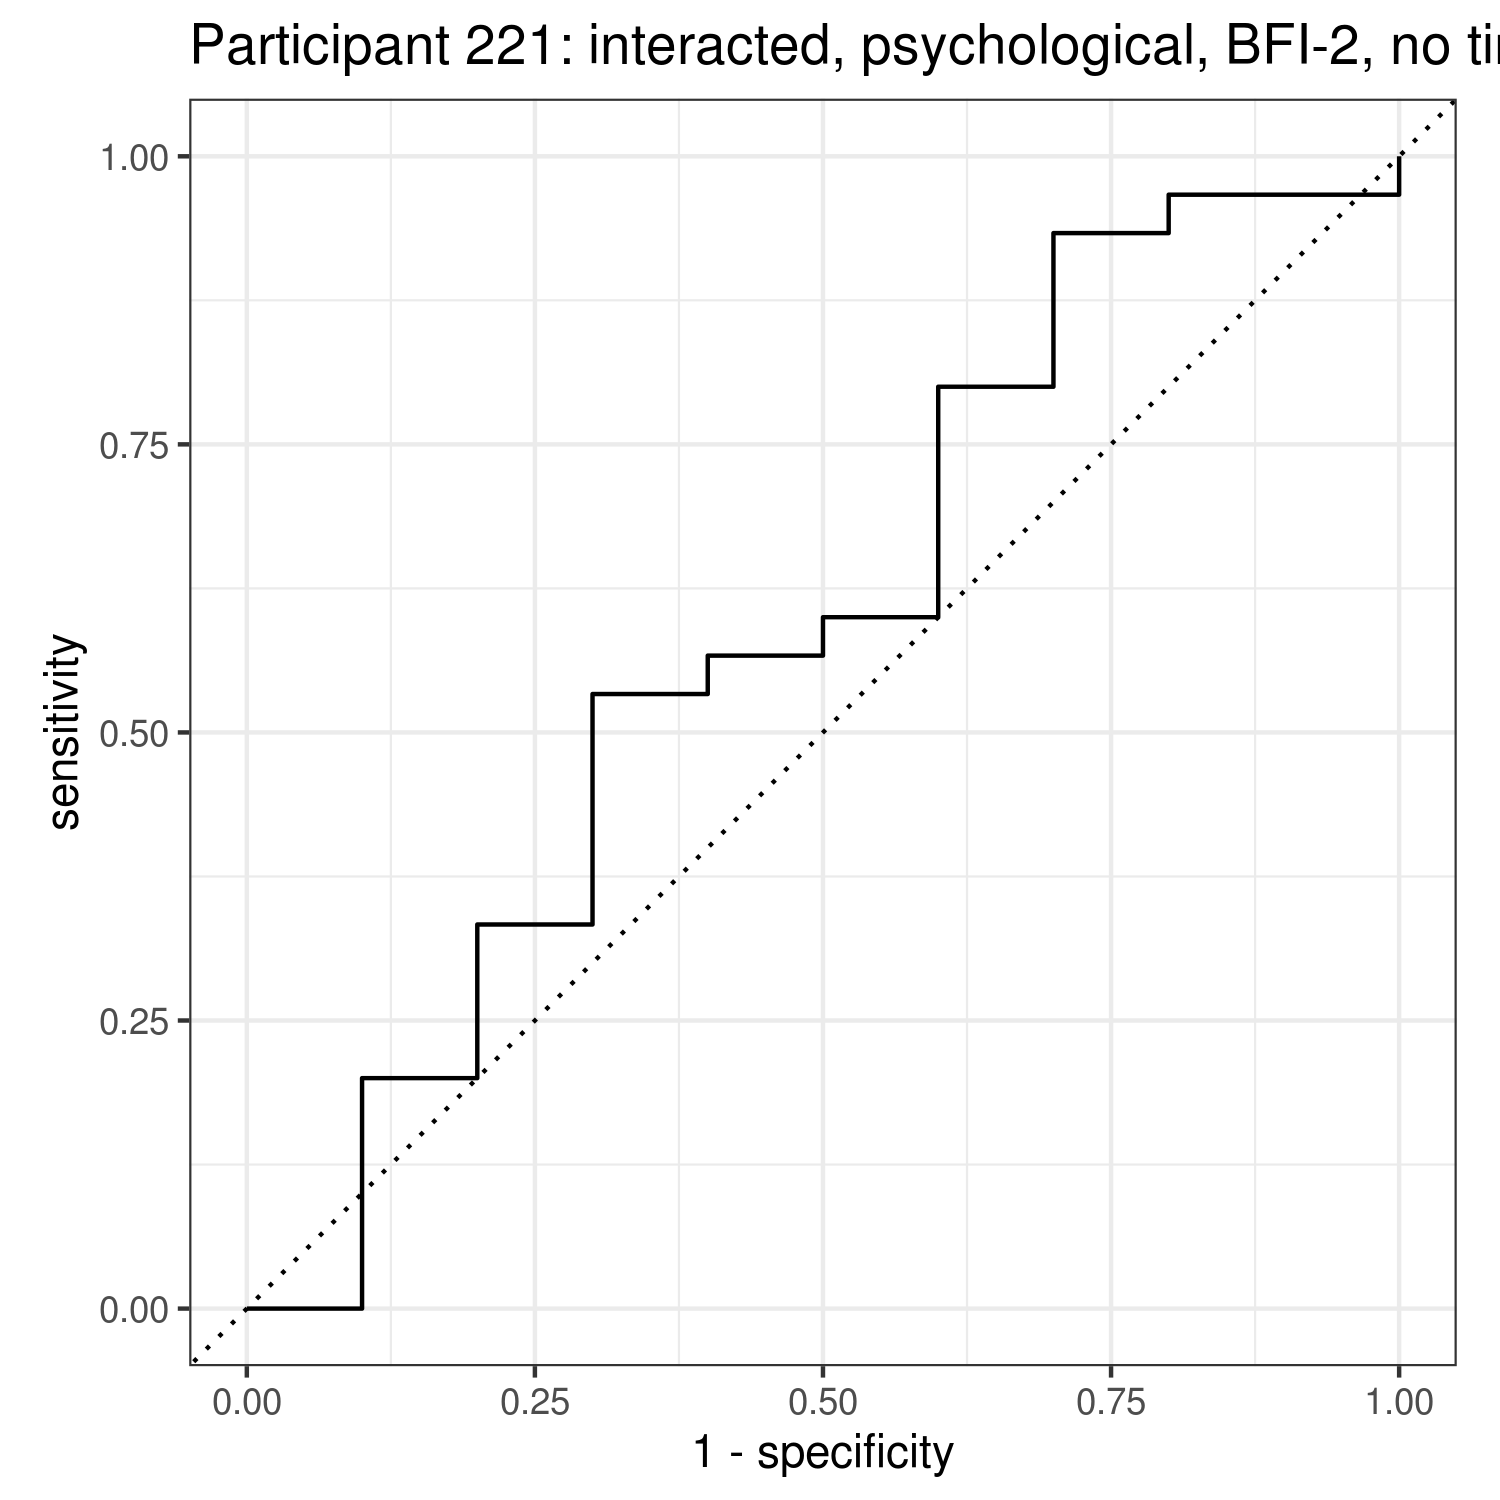 Participant 221: interacted, psychological, BFI-2, no
1.00
0.75
0.50
0.25
0.00
sensitivity
0.00 0.25 0.50 0.75 1.00
1 - specificity